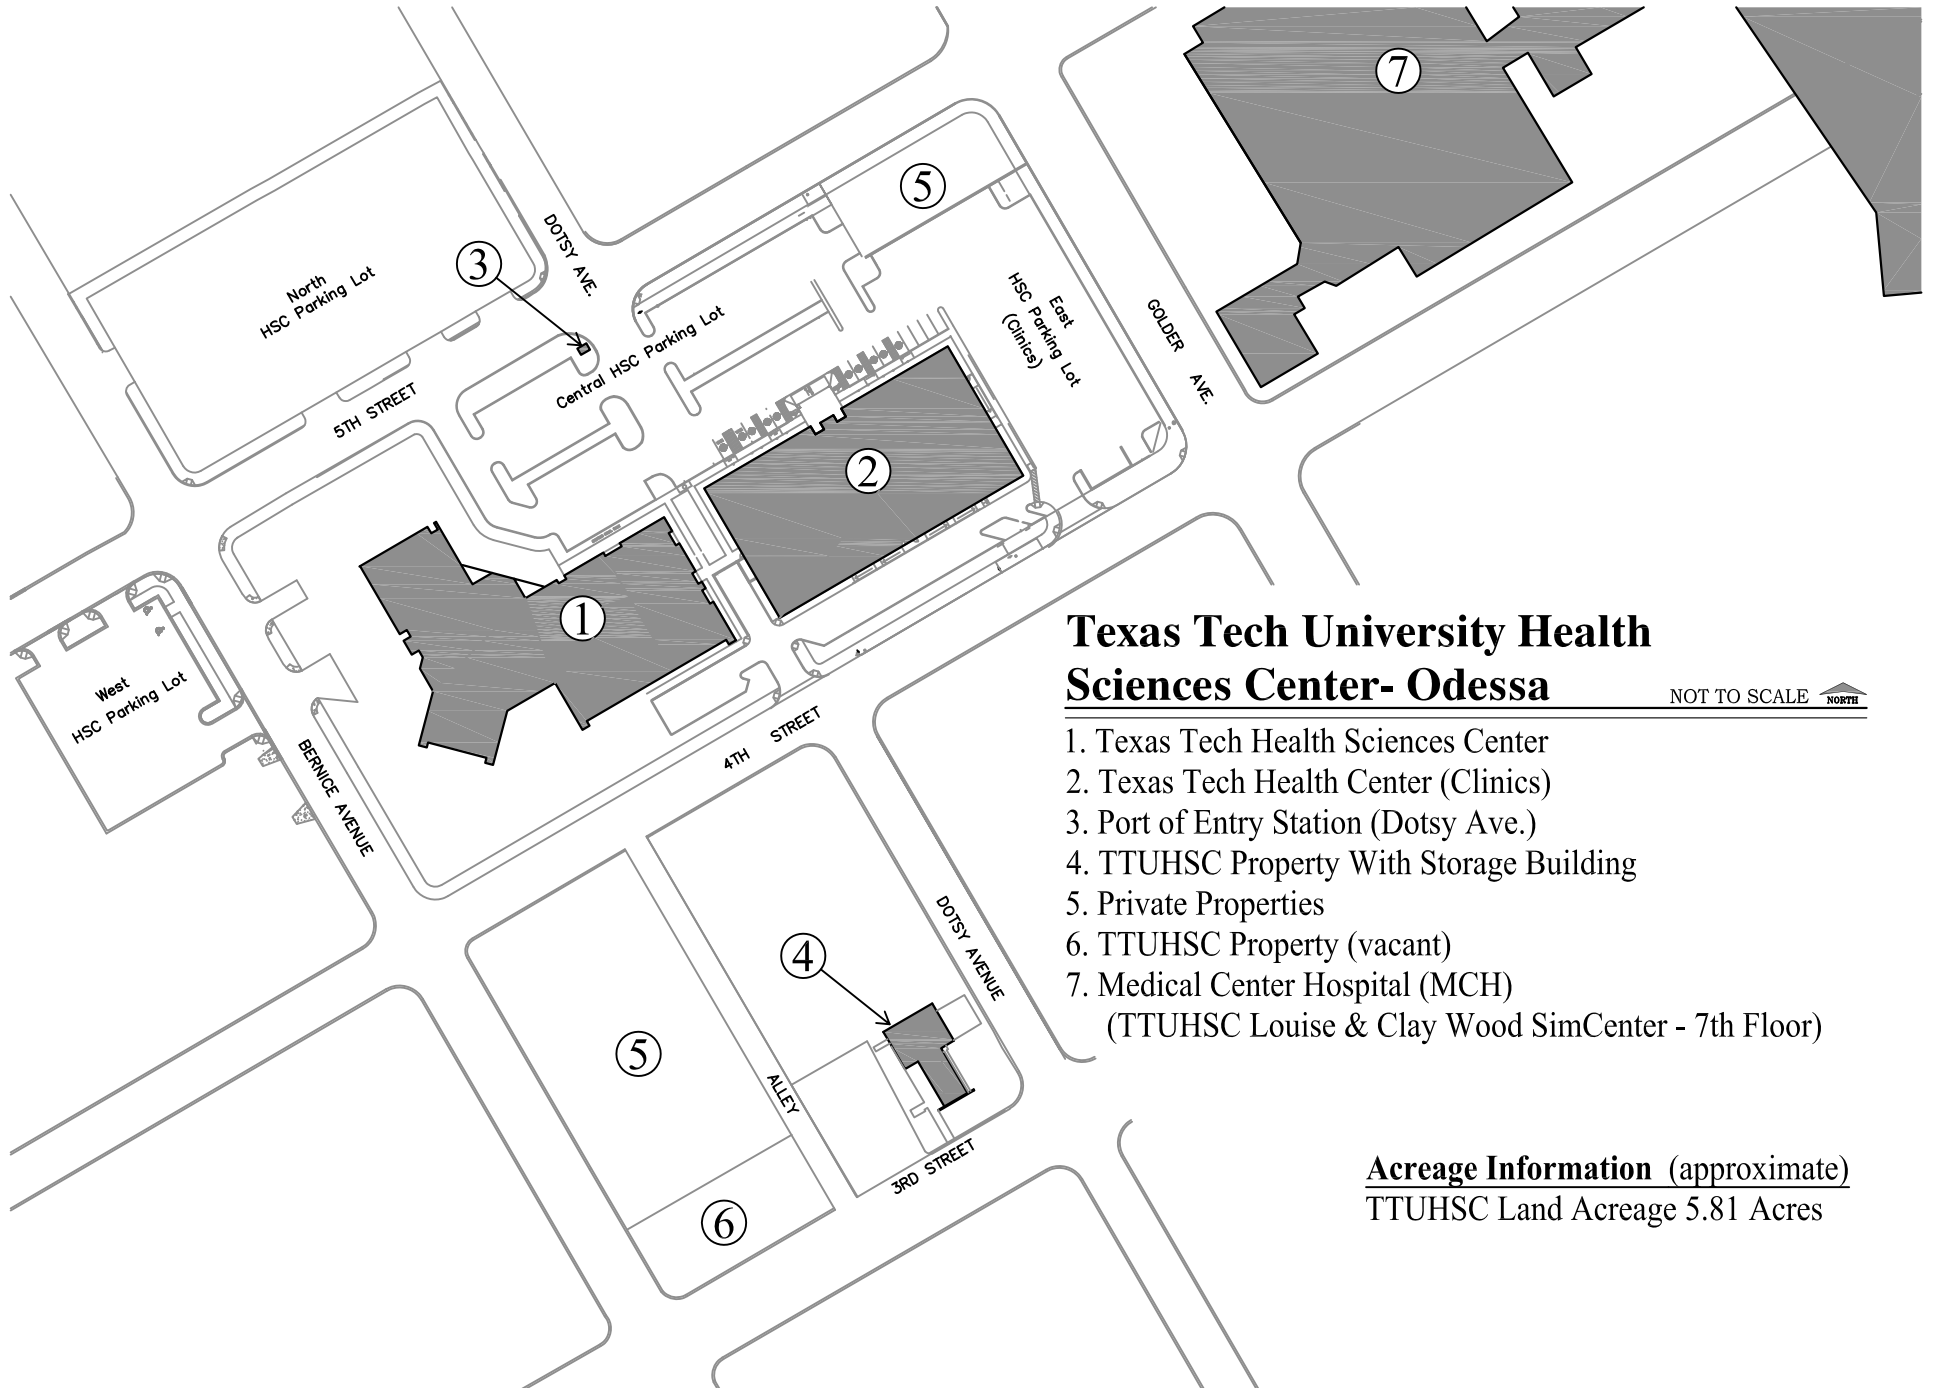 7
5
DOTSY AVE.
3
North
HSC Parking Lot
East
HSC Parking Lot
(Clinics)
GOLDER AVE.
Central HSC Parking Lot
5TH STREET
2
1
West
HSC Parking Lot
BERNICE AVENUE
4TH STREET
Texas Tech University Health
Sciences Center- Odessa
NOT TO SCALE
NORTH
1. Texas Tech Health Sciences Center
2. Texas Tech Health Center (Clinics)
3. Port of Entry Station (Dotsy Ave.)
4. TTUHSC Property With Storage Building
5. Private Properties
6. TTUHSC Property (vacant)
7. Medical Center Hospital (MCH)
(TTUHSC Louise & Clay Wood SimCenter - 7th Floor)
DOTSY AVENUE
4
5
ALLEY
3RD STREET
6
Acreage Information (approximate)
TTUHSC Land Acreage 5.81 Acres